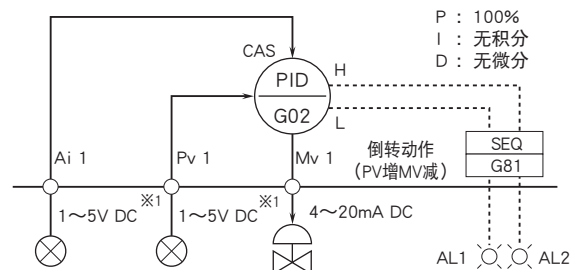 P : 100%
I : 无积分
D : 无微分
CAS
PID
G02
H
L
Ai 1
Pv 1
Mv 1
倒转动作
(PV增MV减)
SEQ
G81
1～5V DC
※1
1～5V DC
※1
4～20mA DC
AL1
AL2